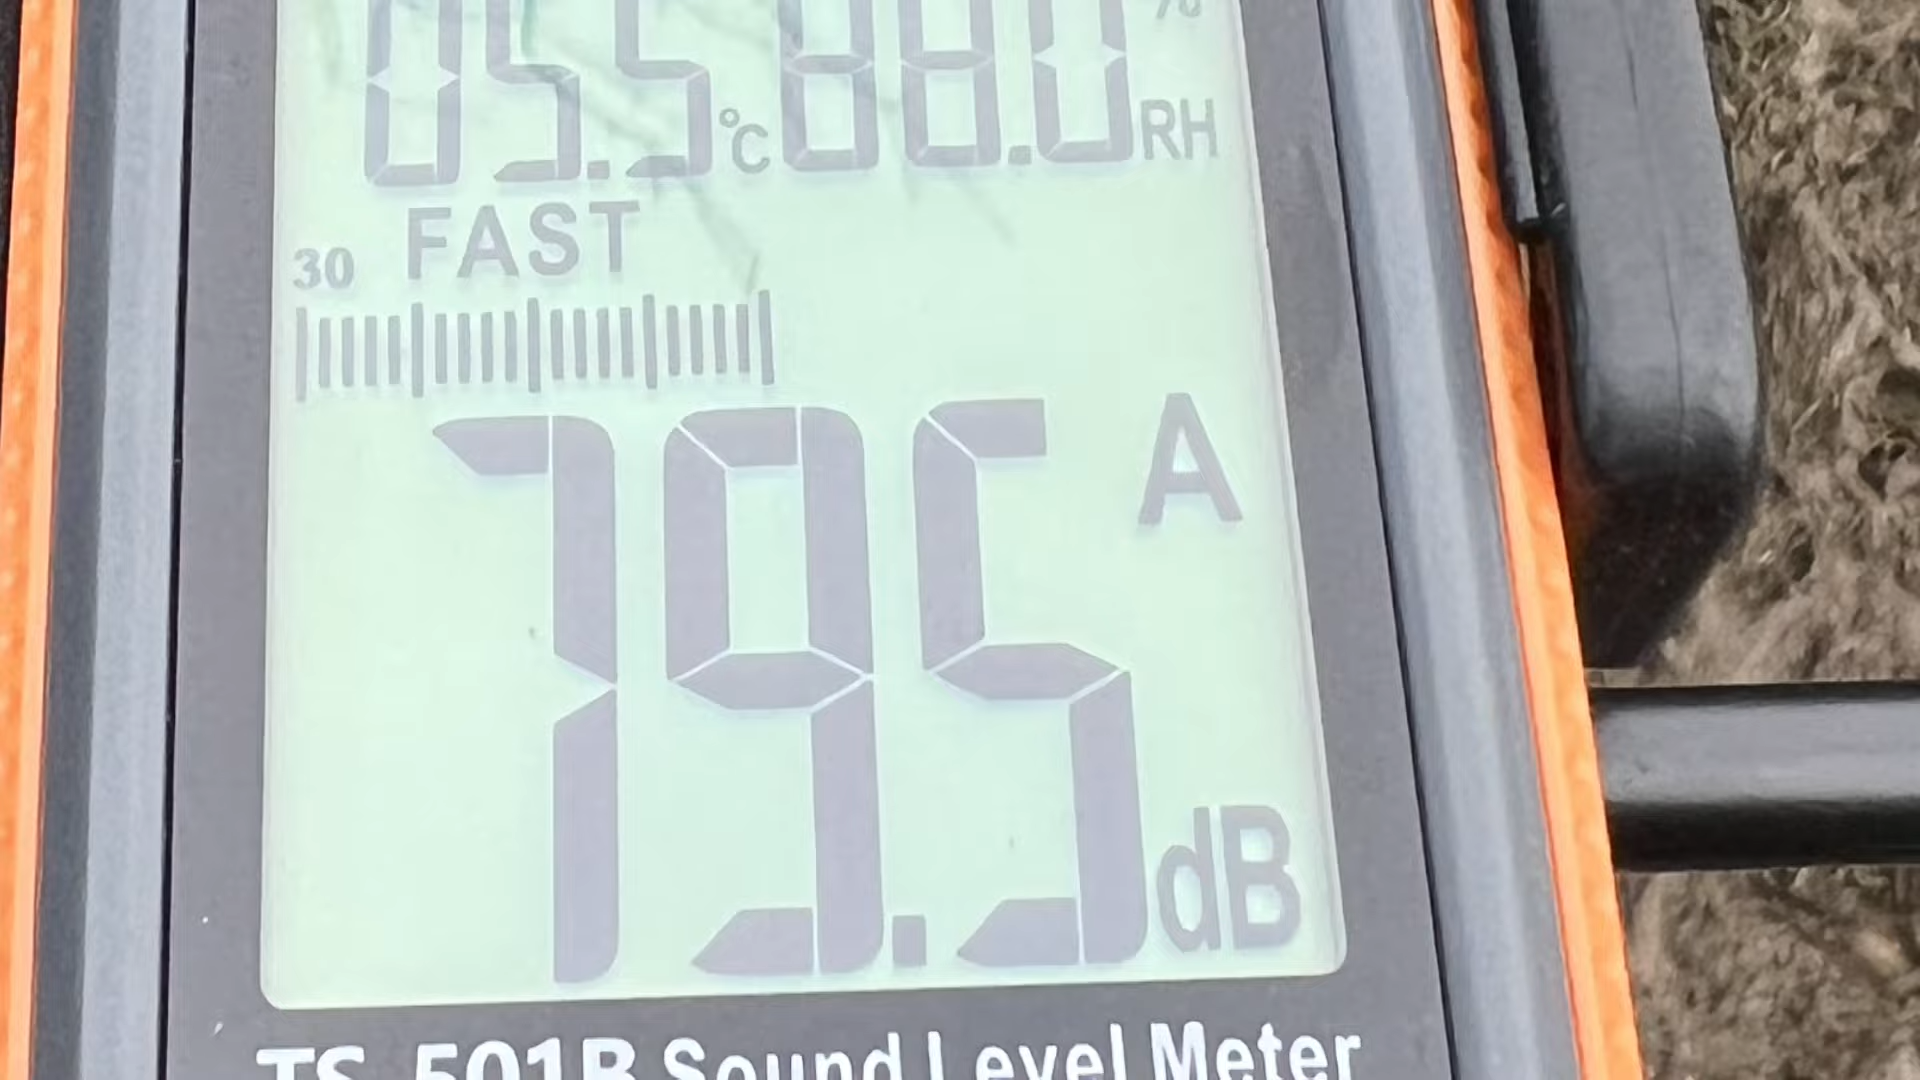 05.5 °C 88.0 % RH
FAST
30
79.5 A dB
TS-501B Sound Level Meter